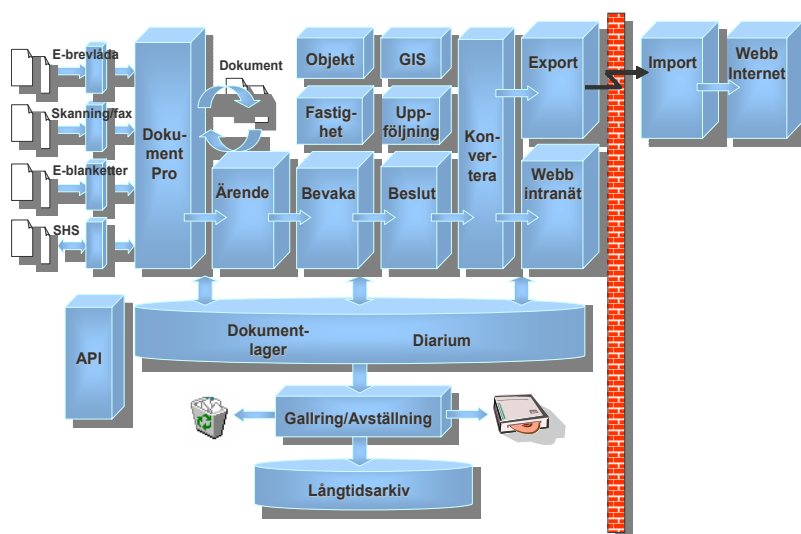 E-brevlåda
Skanning/fax
E-blanketter
SHS
Doku-
ment
Pro
Dokument
Objekt
GIS
Fastig-
het
Upp-
följning
Ärende
Bevaka
Beslut
Kon-
ver-
tera
Export
Webb
intranät
Import
Webb
Internet
API
Dokument-
lager
Diarium
Gallring/Avställning
Långtidsarkiv